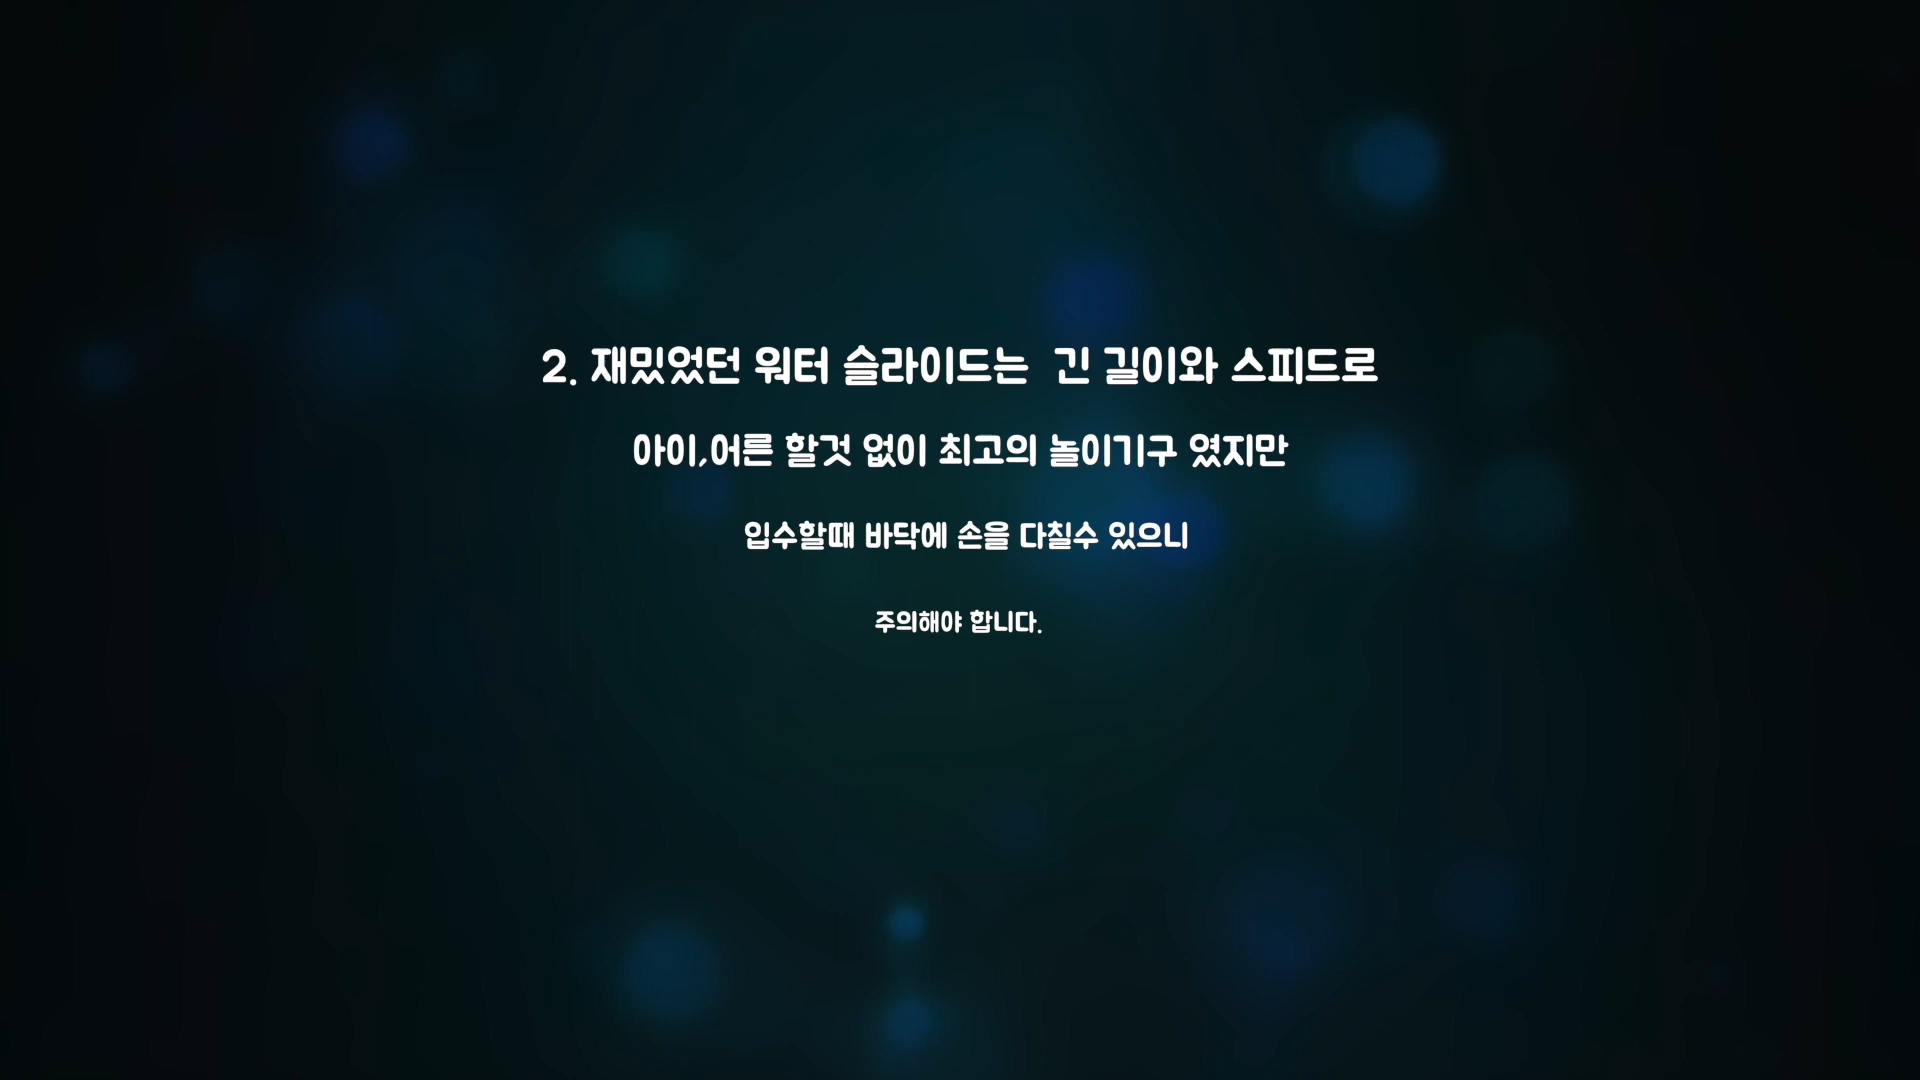 2. 재밌었던 워터 슬라이드는 긴 길이와 스피드로
아이,어른 할것 없이 최고의 놀이기구 였지만
입수할때 바닥에 손을 다칠수 있으니
주의해야 합니다.